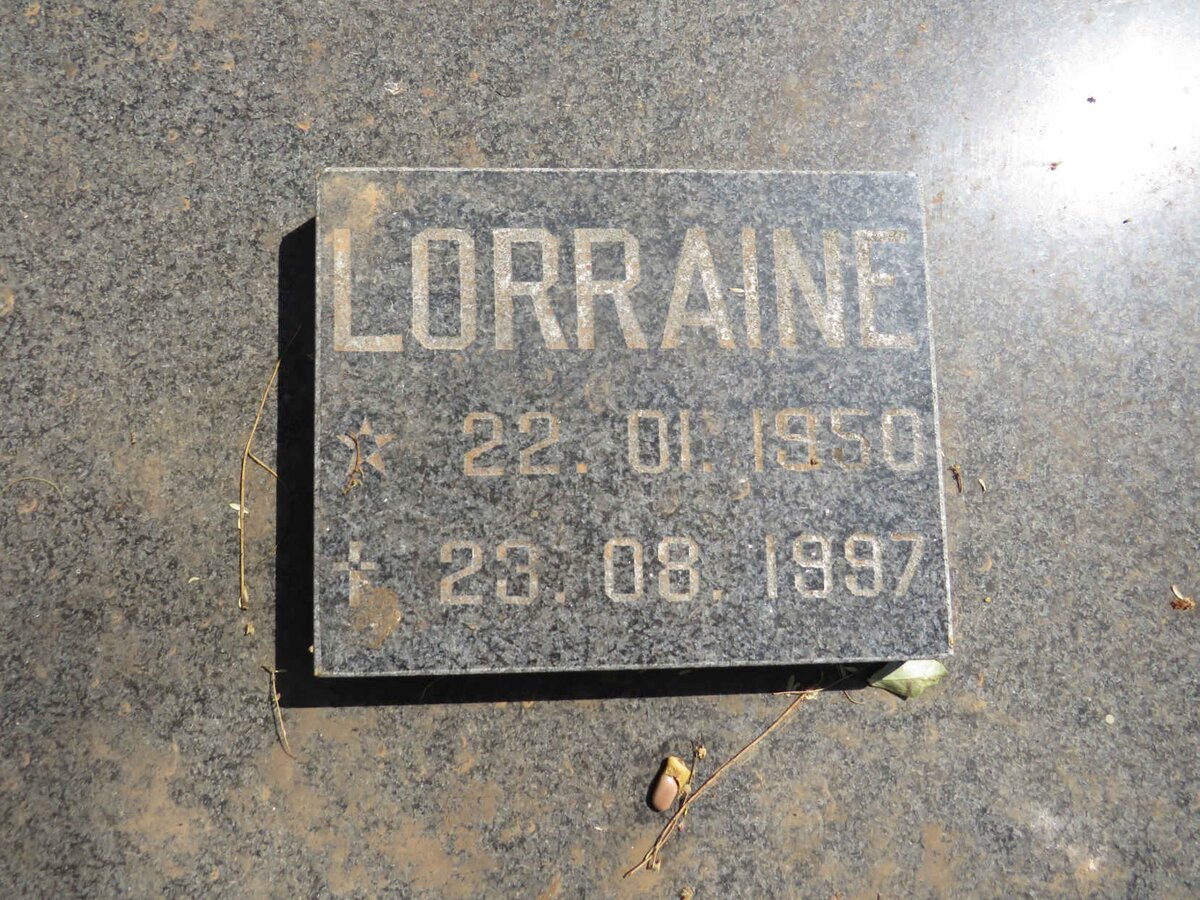 LORRAINE
☆ 22. 01. 1950
✝ 23. 08. 1997